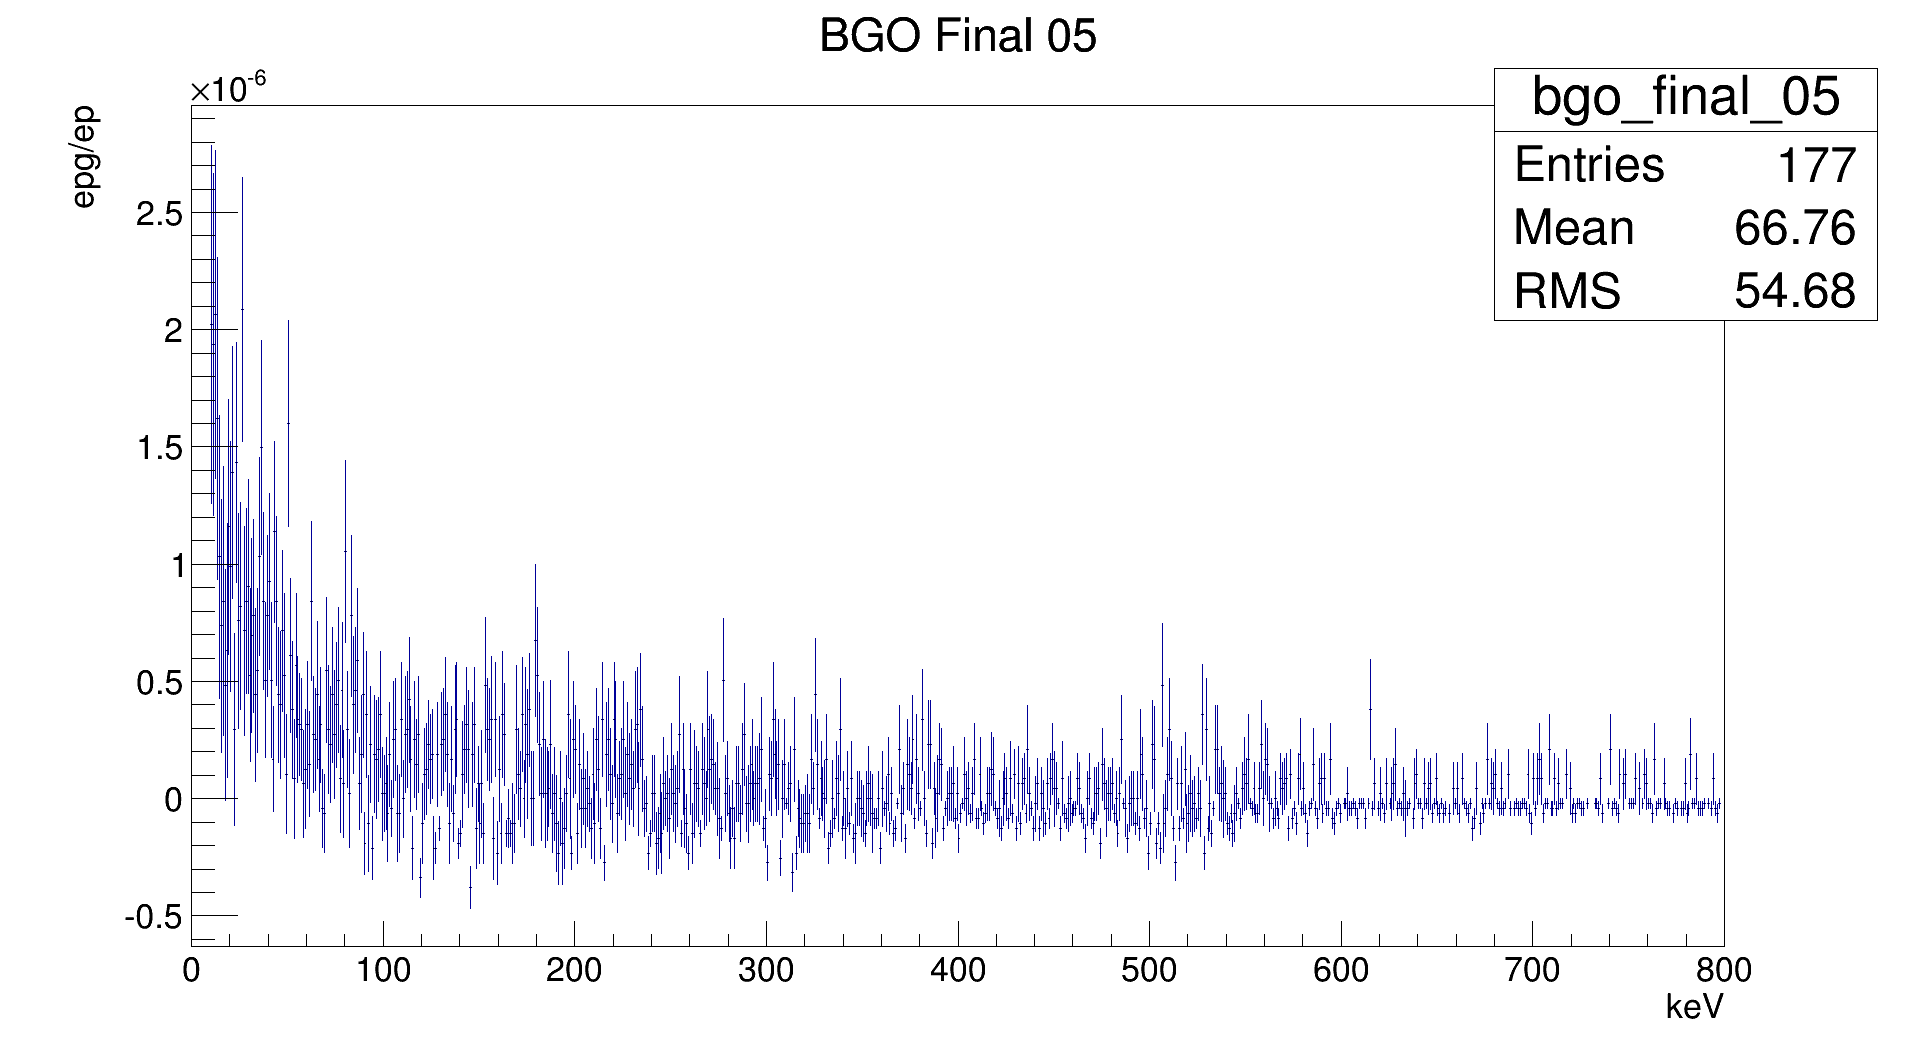 BGO Final 05
×10-6
epg/ep
bgo_final_05
Entries 177
Mean 66.76
RMS 54.68
2.5
2
1.5
1
0.5
0
-0.5
0 100 200 300 400 500 600 700 800
keV